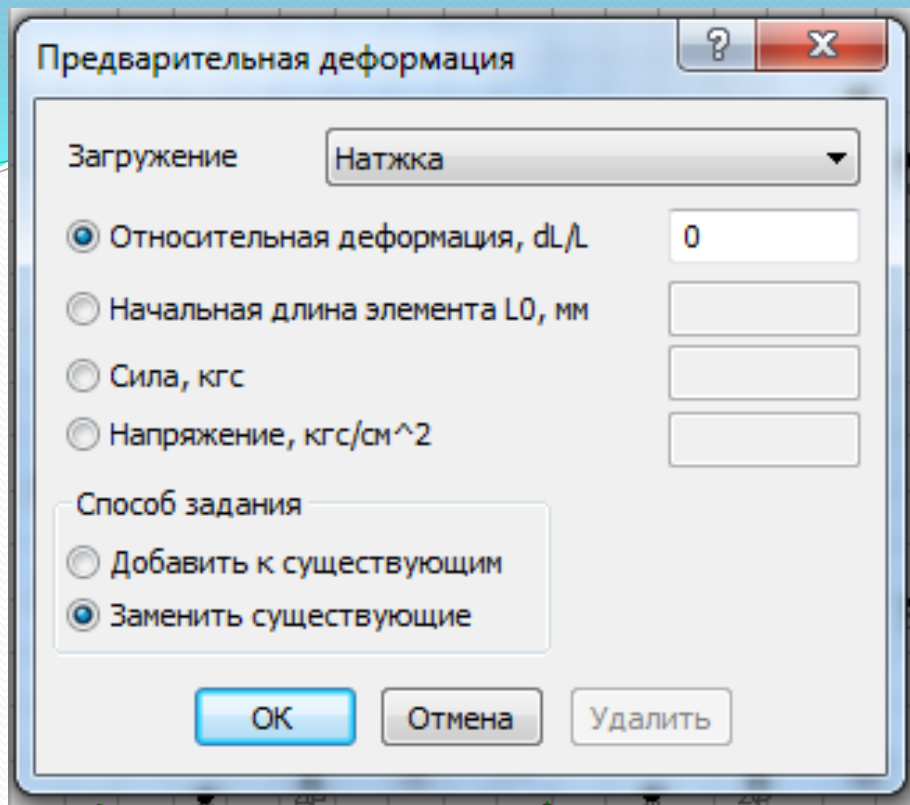 Предварительная деформация
Загружение Натжка
Относительная деформация, dL/L 0
Начальная длина элемента L0, мм
Сила, кгс
Напряжение, кгс/см^2
Способ задания
Добавить к существующим
Заменить существующие
ОК Отмена Удалить